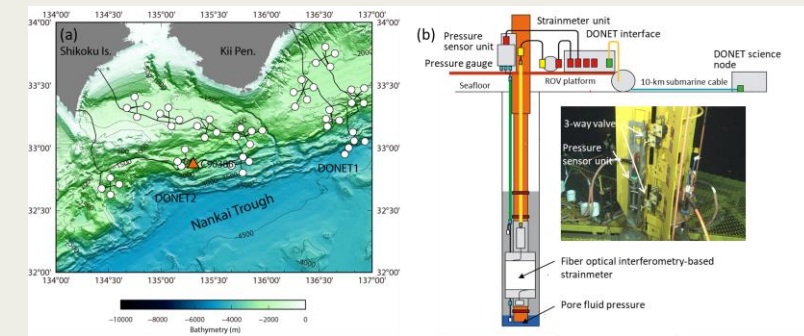 (a)
Shikoku Is.
Kii Pen.
C9038B
DONET1
DONET2
Nankai Trough
-4500
-4000
34°00'
33°30'
33°00'
32°30'
32°00'
134°00'
134°30'
135°00'
135°30'
136°00'
136°30'
137°00'
-10000 -8000 -6000 -4000 -2000 0
Bathymetry (m)
(b)
Strainmeter unit
Pressure
sensor unit
DONET interface
Pressure gauge
DONET science
node
ROV platform
10-km submarine cable
Seafloor
3-way valve
Pressure
sensor unit
Fiber optical interferometry-based
strainmeter
Pore fluid pressure